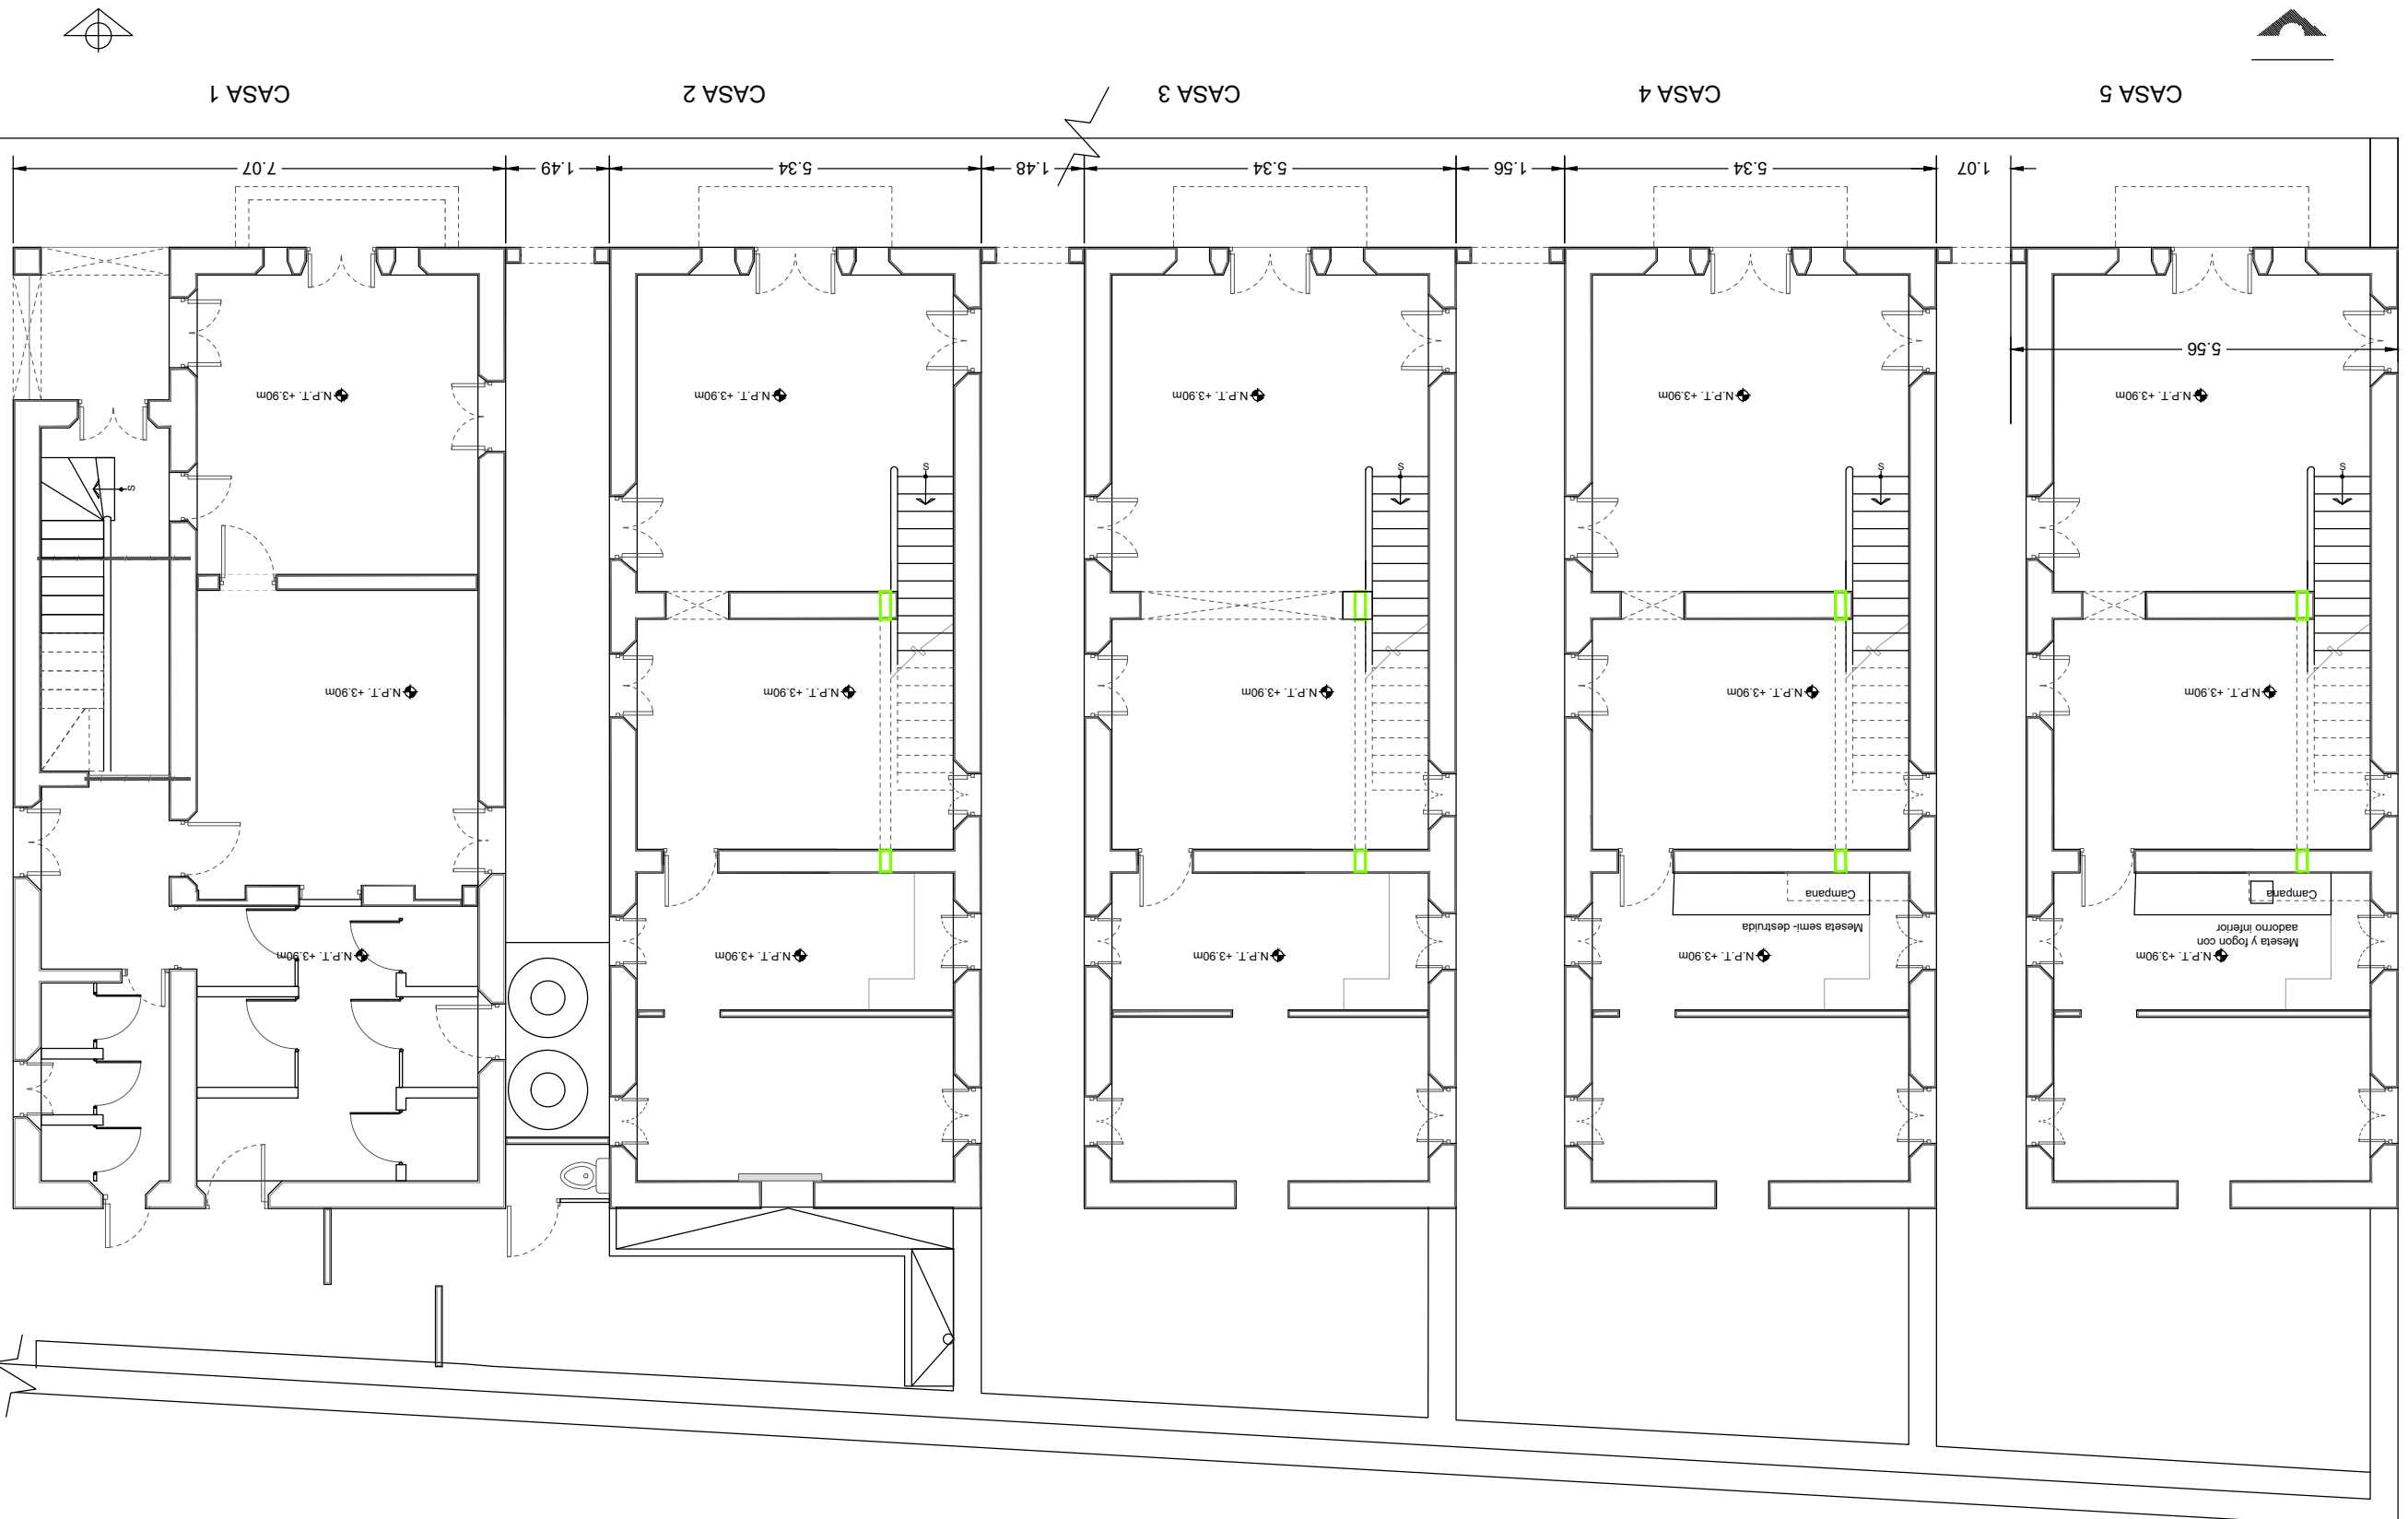 CASA 1
CASA 2
CASA 3
CASA 4
CASA 5
7.07
1.49
5.34
1.48
5.34
1.56
5.34
1.07
5.56
N.P.T. +3.90m
N.P.T. +3.90m
N.P.T. +3.90m
N.P.T. +3.90m
N.P.T. +3.90m
S
S
S
S
S
N.P.T. +3.90m
N.P.T. +3.90m
N.P.T. +3.90m
N.P.T. +3.90m
N.P.T. +3.90m
Campana
Campana
Meseta semi- destruida
Meseta y fogon con
aadorno inferior
N.P.T. +3.90m
N.P.T. +3.90m
N.P.T. +3.90m
N.P.T. +3.90m
N.P.T. +3.90m